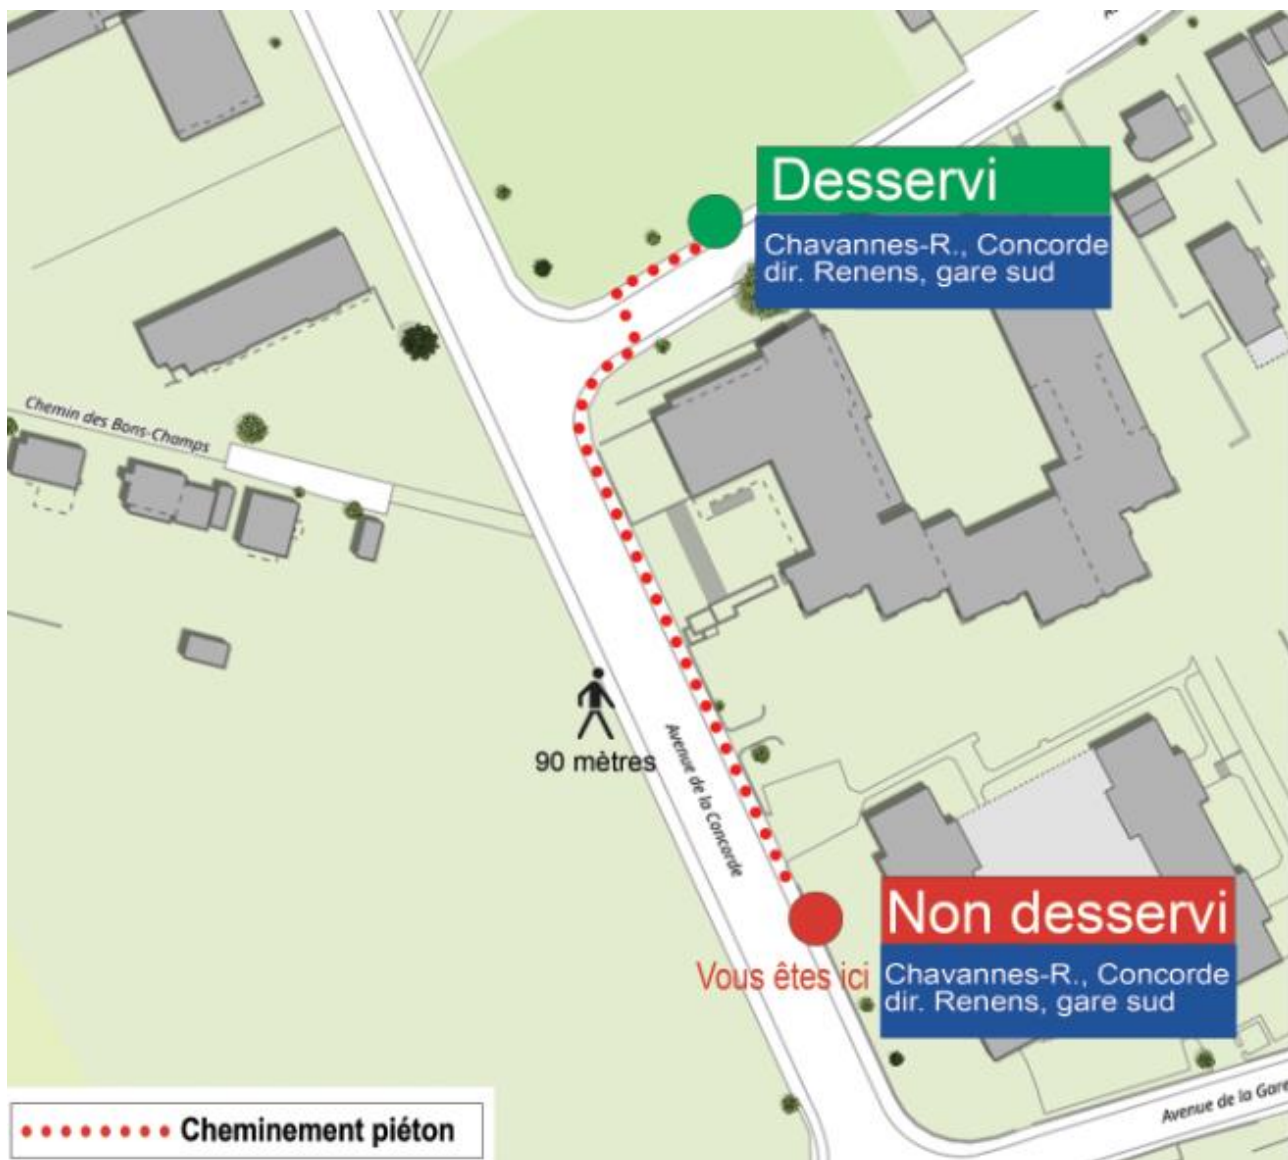 Desservi
Chavannes-R., Concorde
dir. Renens, gare sud
Chemin des Bons-Champs
90 mètres
Avenue de la Concorde
Non desservi
Vous êtes ici
Chavannes-R., Concorde
dir. Renens, gare sud
Avenue de la Gare
Cheminement piéton